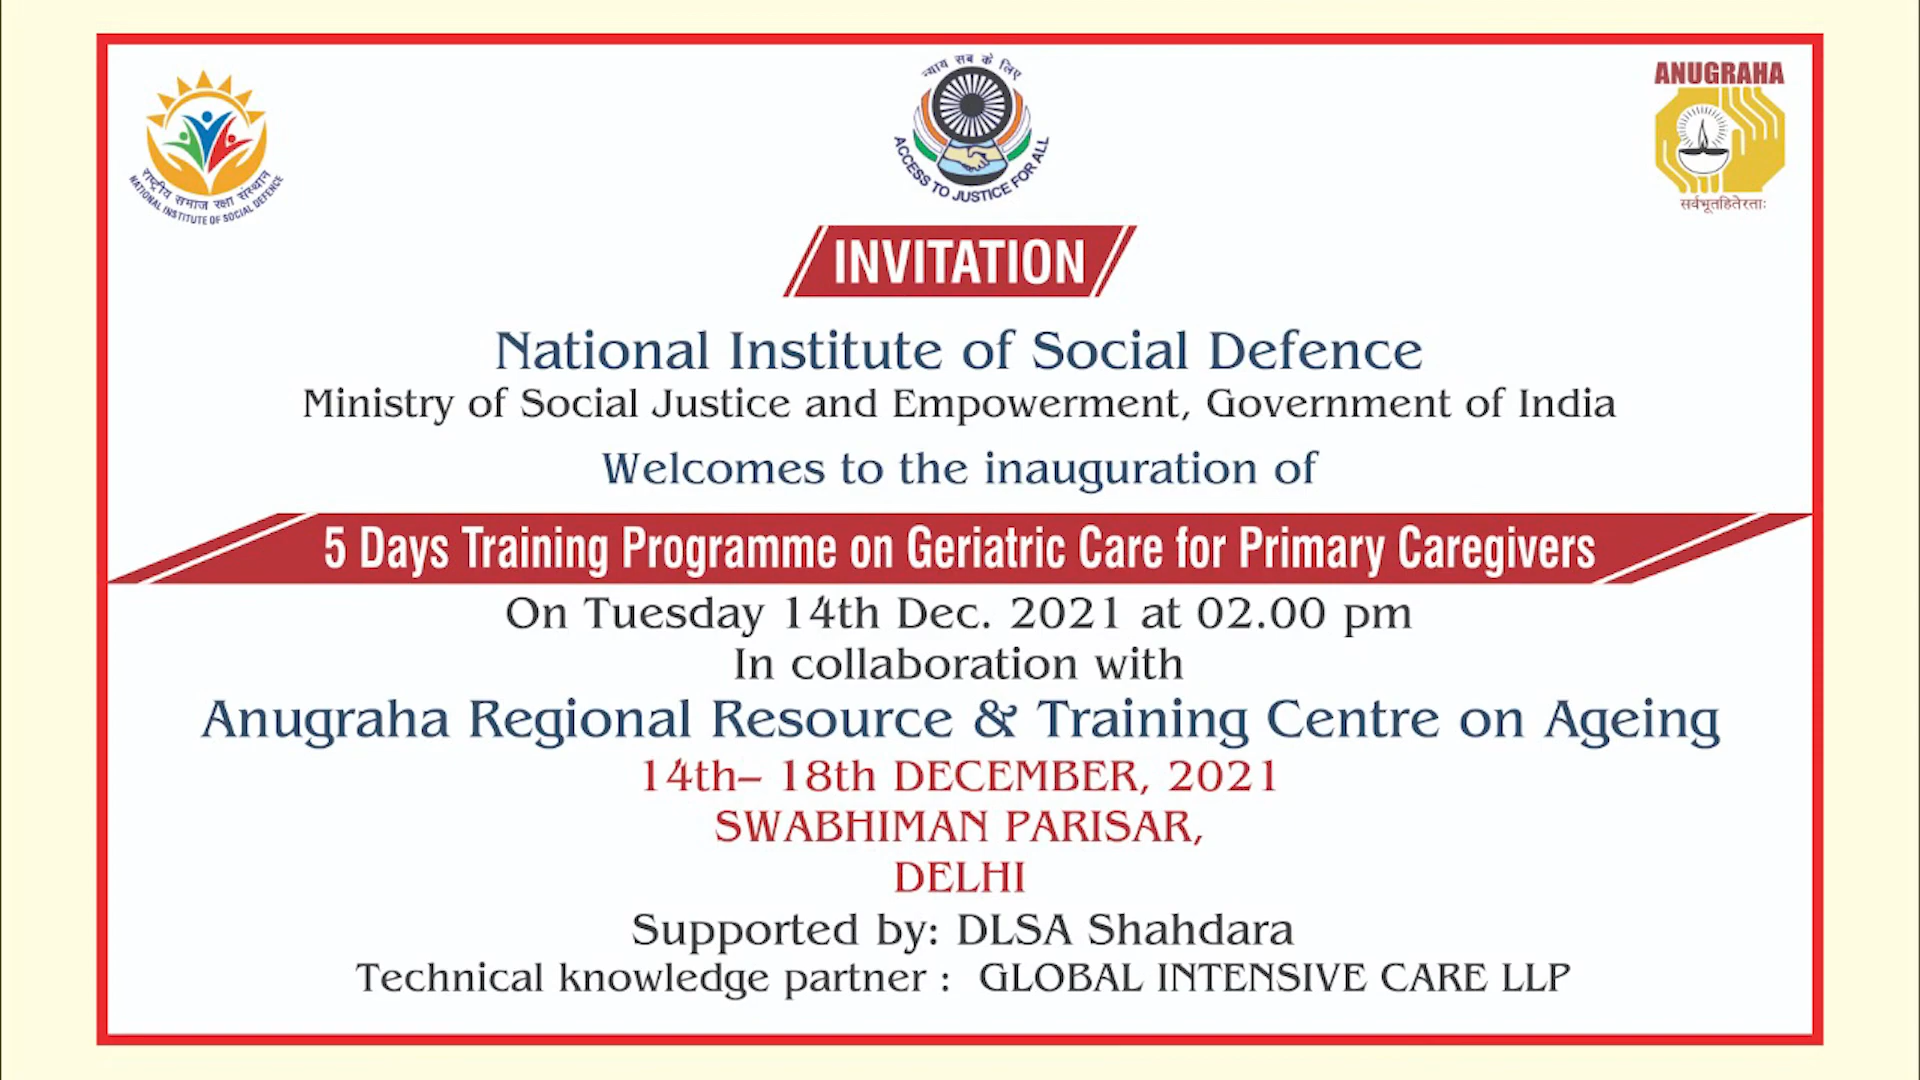 राष्ट्रीय समाज रक्षा संस्थान
NATIONAL INSTITUTE OF SOCIAL DEFENCE
न्याय सब के लिए
ACCESS TO JUSTICE FOR ALL
ANUGRAHA
सर्वभूतहितेरताः
INVITATION
National Institute of Social Defence
Ministry of Social Justice and Empowerment, Government of India
Welcomes to the inauguration of
5 Days Training Programme on Geriatric Care for Primary Caregivers
On Tuesday 14th Dec. 2021 at 02.00 pm
In collaboration with
Anugraha Regional Resource & Training Centre on Ageing
14th– 18th DECEMBER, 2021
SWABHIMAN PARISAR,
DELHI
Supported by: DLSA Shahdara
Technical knowledge partner : GLOBAL INTENSIVE CARE LLP